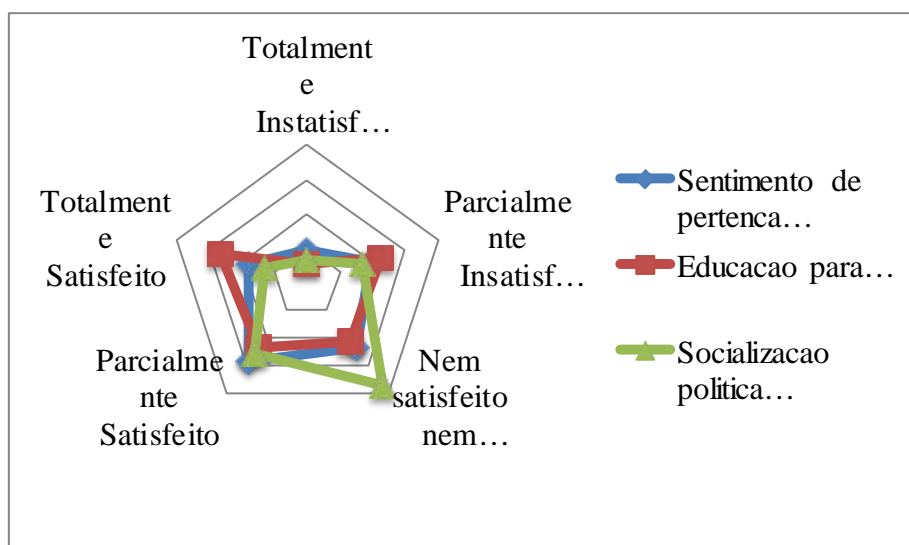 Totalment
e
Instatisf…
Parcialme
nte
Insatisf…
Nem
satisfeito
nem…
Parcialme
nte
Satisfeito
Totalment
e
Satisfeito
Sentimento de
pertenca…
Educacao para…
Socializacao
politica…